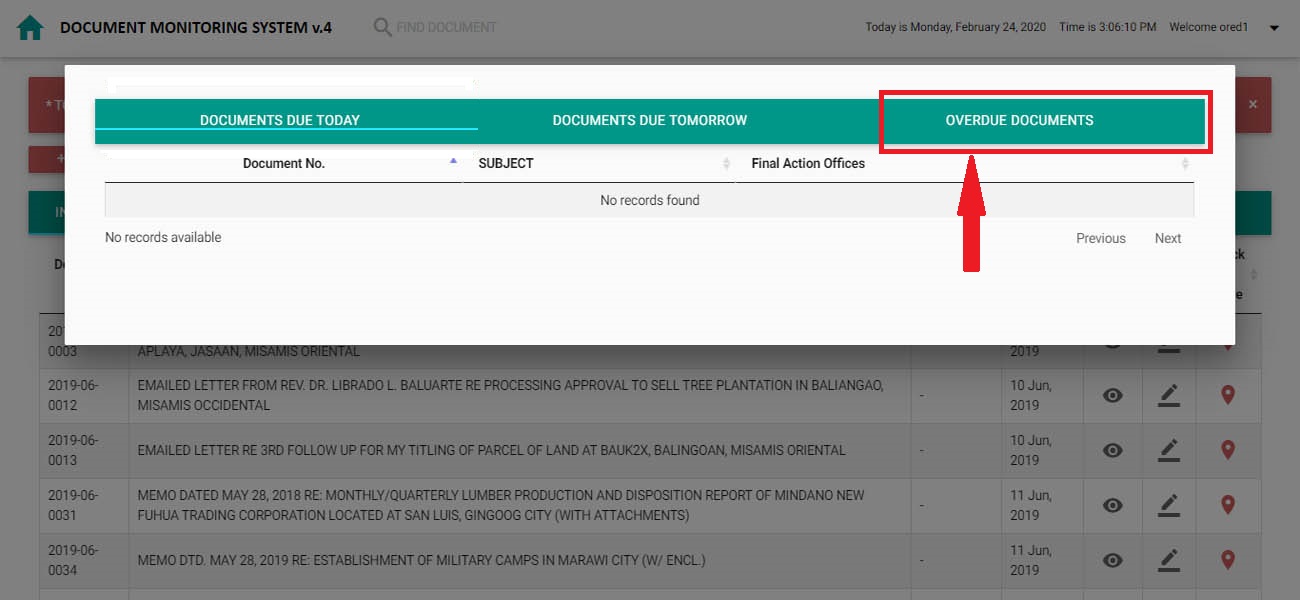 DOCUMENT MONITORING SYSTEM v.4
FIND DOCUMENT
Today is Monday, February 24, 2020 Time is 3:06:10 PM Welcome ored1
DOCUMENTS DUE TODAY DOCUMENTS DUE TOMORROW OVERDUE DOCUMENTS
Document No. SUBJECT Final Action Offices
No records found
No records available Previous Next
0003 APLAYA, JASAAN, MISAMIS ORIENTAL 2019
2019-06- EMAILED LETTER FROM REV. DR. LIBRADO L. BALUARTE RE PROCESSING APPROVAL TO SELL TREE PLANTATION IN BALIANGAO, - 10 Jun,
0012 MISAMIS OCCIDENTAL 2019
2019-06- EMAILED LETTER RE 3RD FOLLOW UP FOR MY TITLING OF PARCEL OF LAND AT BAUK2X, BALINGOAN, MISAMIS ORIENTAL - 10 Jun,
0013 2019
2019-06- MEMO DATED MAY 28, 2018 RE: MONTHLY/QUARTERLY LUMBER PRODUCTION AND DISPOSITION REPORT OF MINDANO NEW - 11 Jun,
0031 FUHUA TRADING CORPORATION LOCATED AT SAN LUIS, GINGOOG CITY (WITH ATTACHMENTS) 2019
2019-06- MEMO DTD. MAY 28, 2019 RE: ESTABLISHMENT OF MILITARY CAMPS IN MARAWI CITY (W/ ENCL.) - 11 Jun,
0034 2019